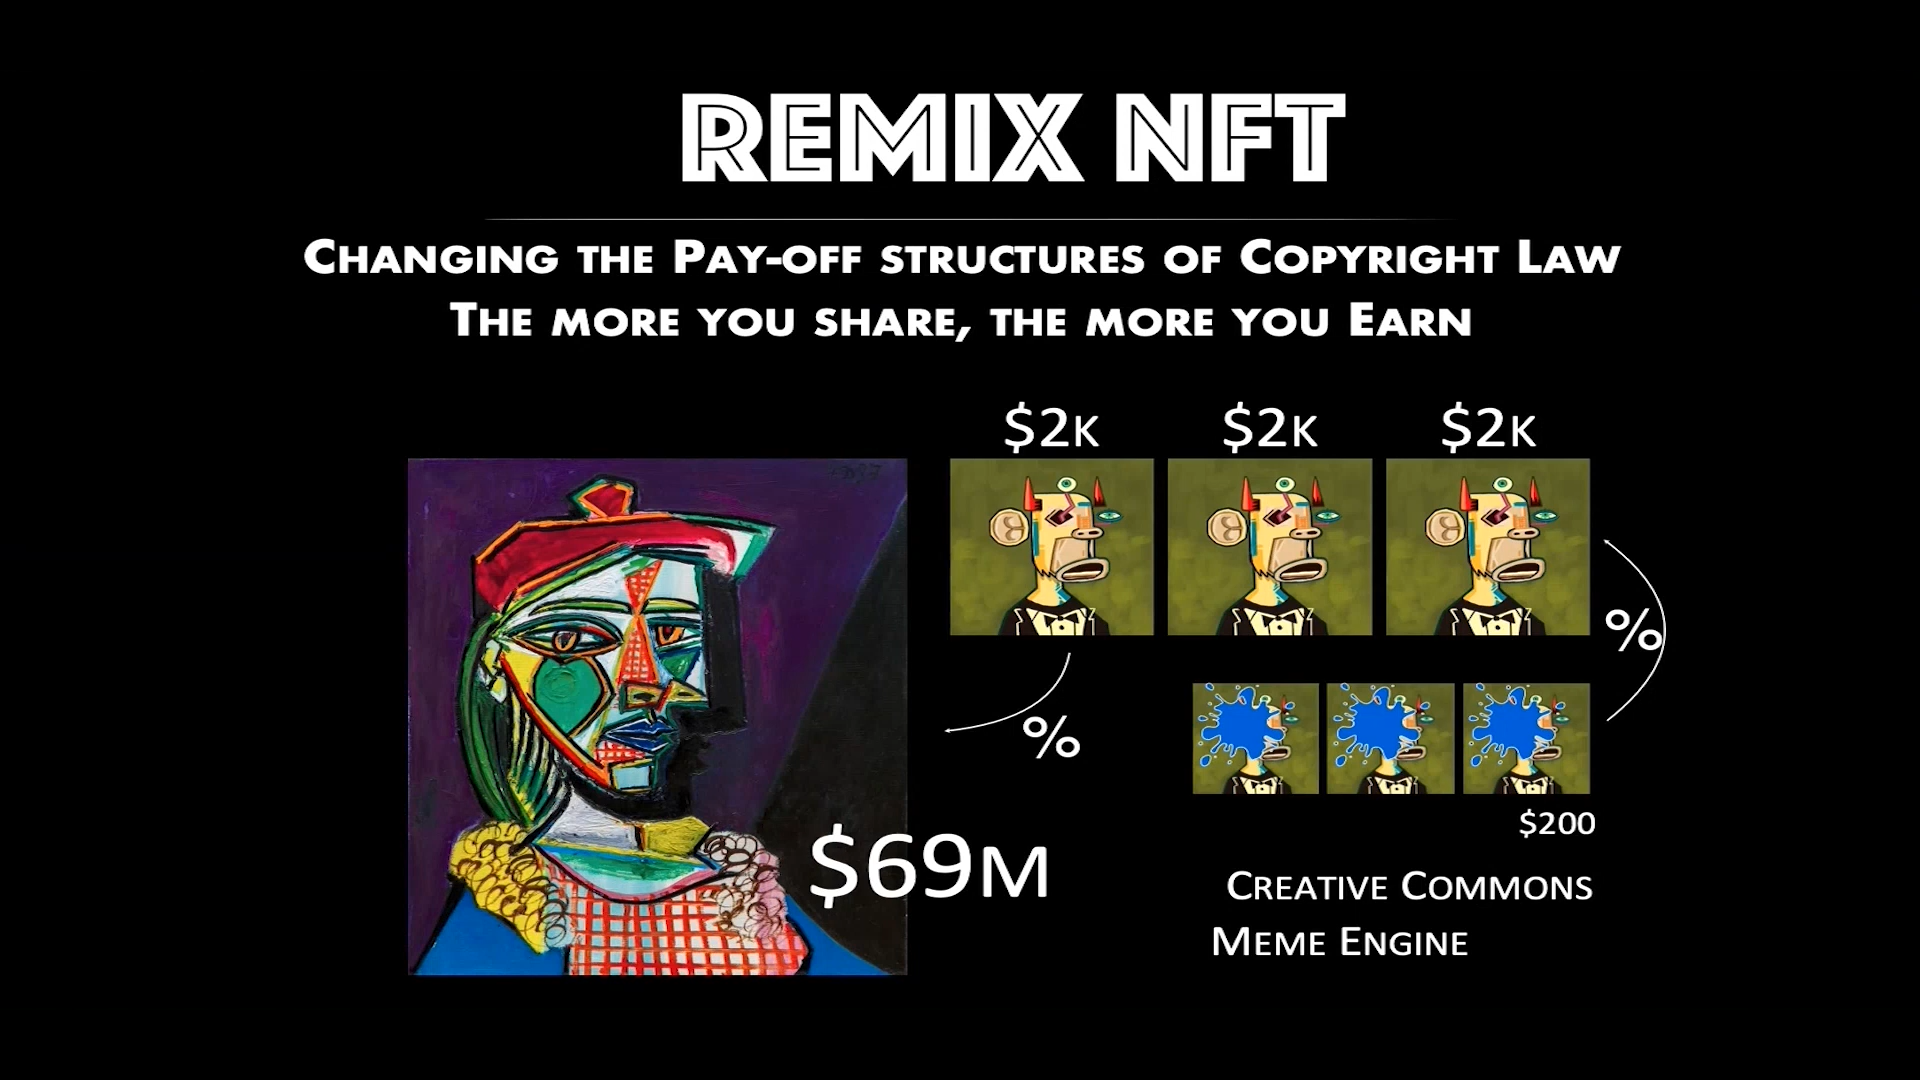 REMIX NFT
CHANGING THE PAY-OFF STRUCTURES OF COPYRIGHT LAW
THE MORE YOU SHARE, THE MORE YOU EARN
$2K $2K $2K
%
%
$69M
$200
CREATIVE COMMONS
MEME ENGINE